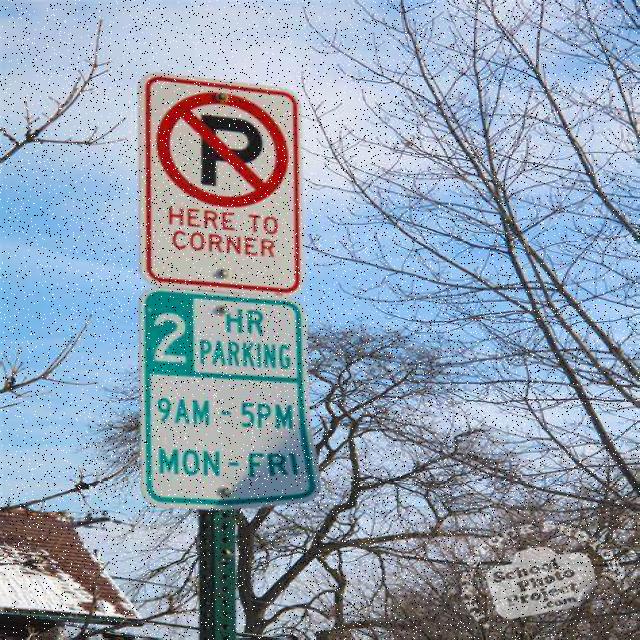 P
HERE TO
CORNER
2 HR
PARKING
9AM - 5PM
MON - FRI
School
Photo
Project
.com